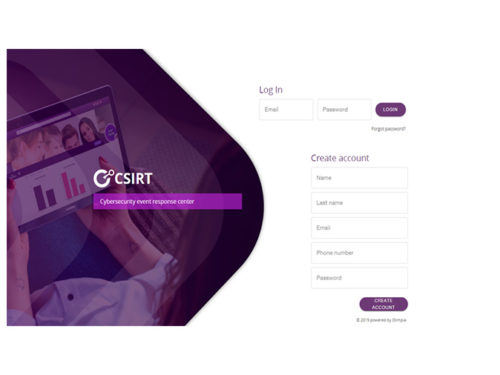 CSIRT
Cybersecurity event response center
Log In
Email
Password
LOGIN
Forgot password?
Create account
Name
Last name
Email
Phone number
Password
CREATE
ACCOUNT
© 2019 powered by